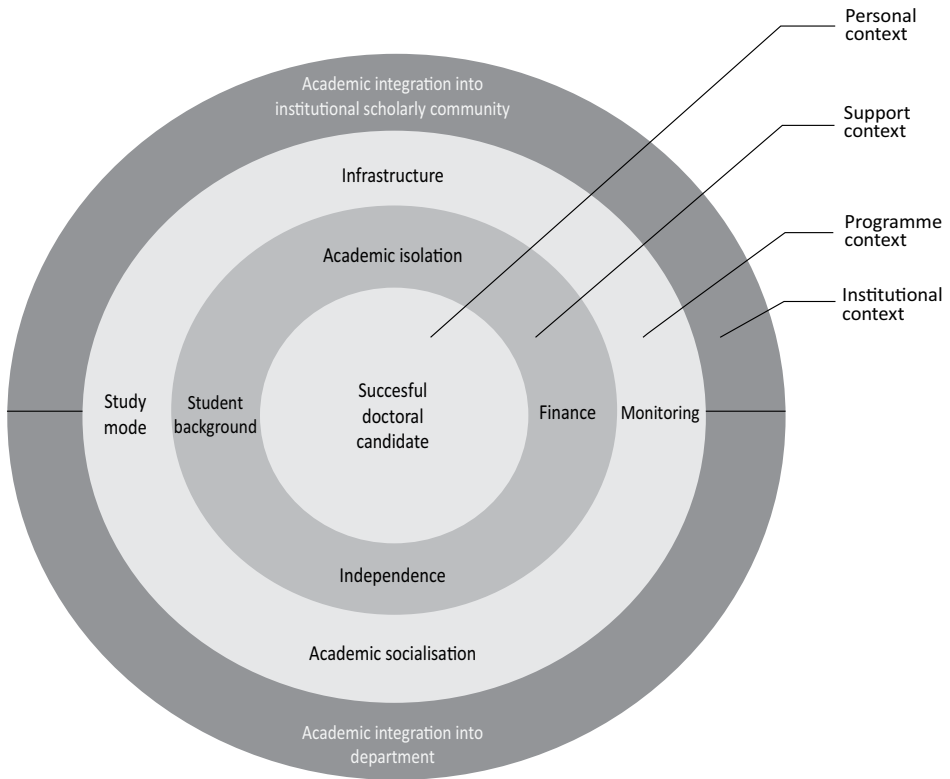 Personal
context
Academic integration into
institutional scholarly community
Support
context
Infrastructure
Programme
context
Academic isolation
Institutional
context
Study
mode
Student
background
Succesful
doctoral
candidate
Finance
Monitoring
Independence
Academic socialisation
Academic integration into
department